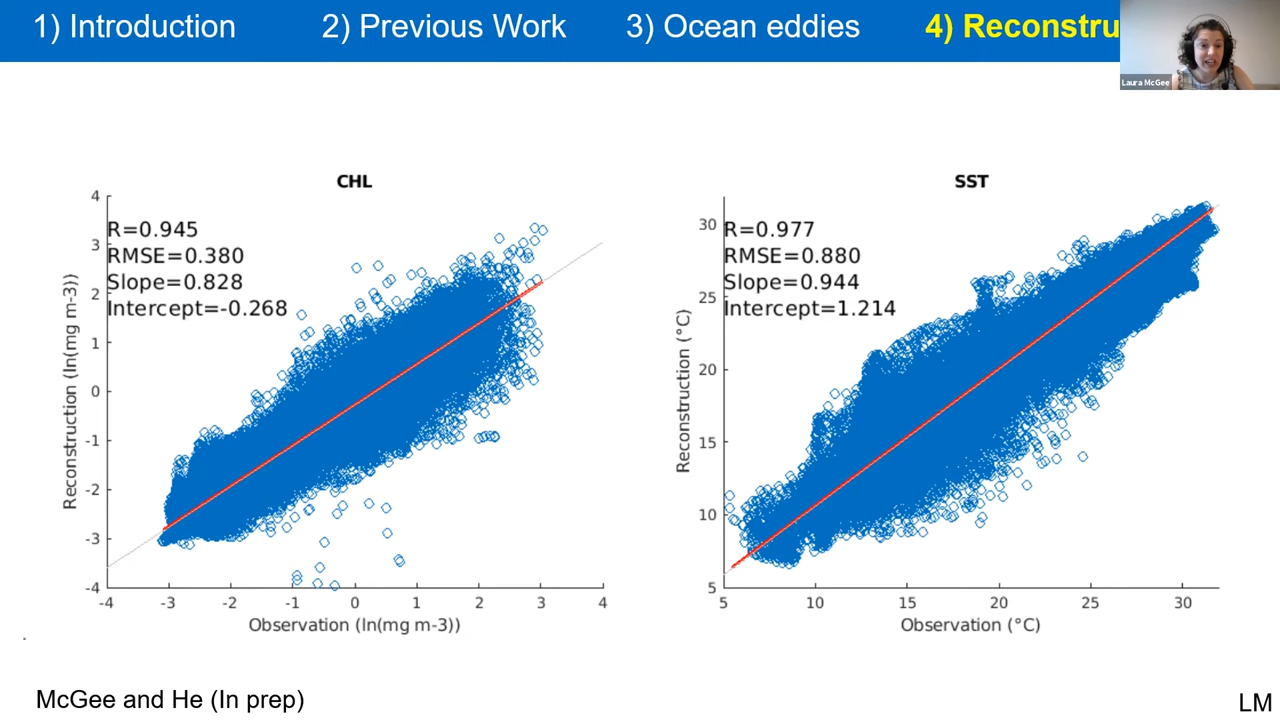 1) Introduction 2) Previous Work 3) Ocean eddies 4) Reconstru
Laura McGee
CHL
R=0.945
RMSE=0.380
Slope=0.828
Intercept=-0.268
4
3
2
1
0
-1
-2
-3
-4
Reconstruction (ln(mg m-3))
-4 -3 -2 -1 0 1 2 3 4
Observation (ln(mg m-3))
SST
R=0.977
RMSE=0.880
Slope=0.944
Intercept=1.214
30
25
20
15
10
5
Reconstruction (°C)
5 10 15 20 25 30
Observation (°C)
McGee and He (In prep)
LM